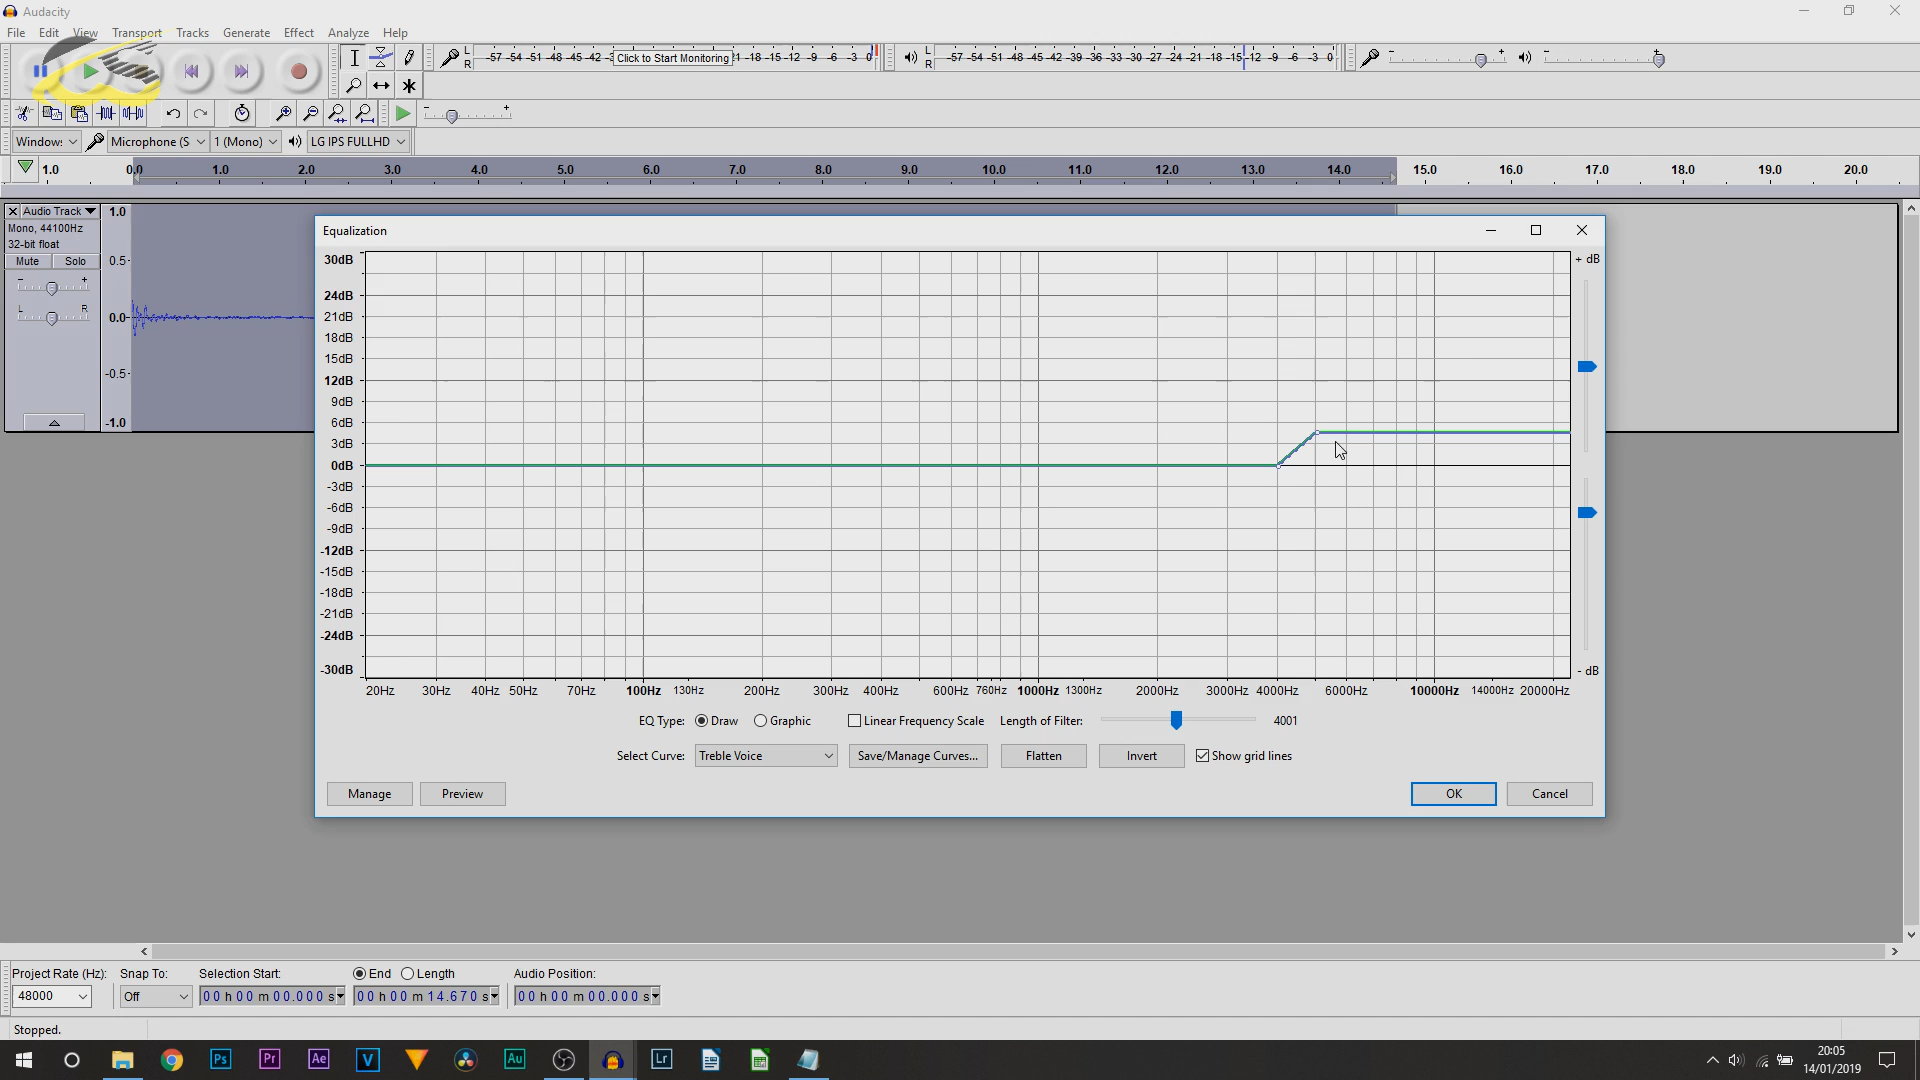 Audacity
File Edit View Transport Tracks Generate Effect Analyze Help
L
R
-57 -54 -51 -48 -45 -42 -3 Click to Start Monitoring 1 -18 -15 -12 -9 -6 -3 0
L
R
-57 -54 -51 -48 -45 -42 -39 -36 -33 -30 -27 -24 -21 -18 -15 -12 -9 -6 -3 0
Window: Microphone (S 1 (Mono) LG IPS FULLHD
1.0 0.0 1.0 2.0 3.0 4.0 5.0 6.0 7.0 8.0 9.0 10.0 11.0 12.0 13.0 14.0 15.0 16.0 17.0 18.0 19.0 20.0
Audio Track
Mono, 44100Hz
32-bit float
Mute Solo
L R
1.0
0.5
0.0
-0.5
-1.0
Equalization
+ dB
30dB
24dB
21dB
18dB
15dB
12dB
9dB
6dB
3dB
0dB
-3dB
-6dB
-9dB
-12dB
-15dB
-18dB
-21dB
-24dB
-30dB
- dB
20Hz 30Hz 40Hz 50Hz 70Hz 100Hz 130Hz 200Hz 300Hz 400Hz 600Hz 760Hz 1000Hz 1300Hz 2000Hz 3000Hz 4000Hz 6000Hz 10000Hz 14000Hz 20000Hz
EQ Type: Draw Graphic Linear Frequency Scale Length of Filter: 4001
Select Curve: Treble Voice Save/Manage Curves... Flatten Invert Show grid lines
Manage Preview OK Cancel
Project Rate (Hz): Snap To: Selection Start: End Length Audio Position:
48000 Off 00 h 00 m 00.000 s 00 h 00 m 14.670 s 00 h 00 m 00.000 s
Stopped.
Ps Pr Ae V Au Lr
20:05
14/01/2019